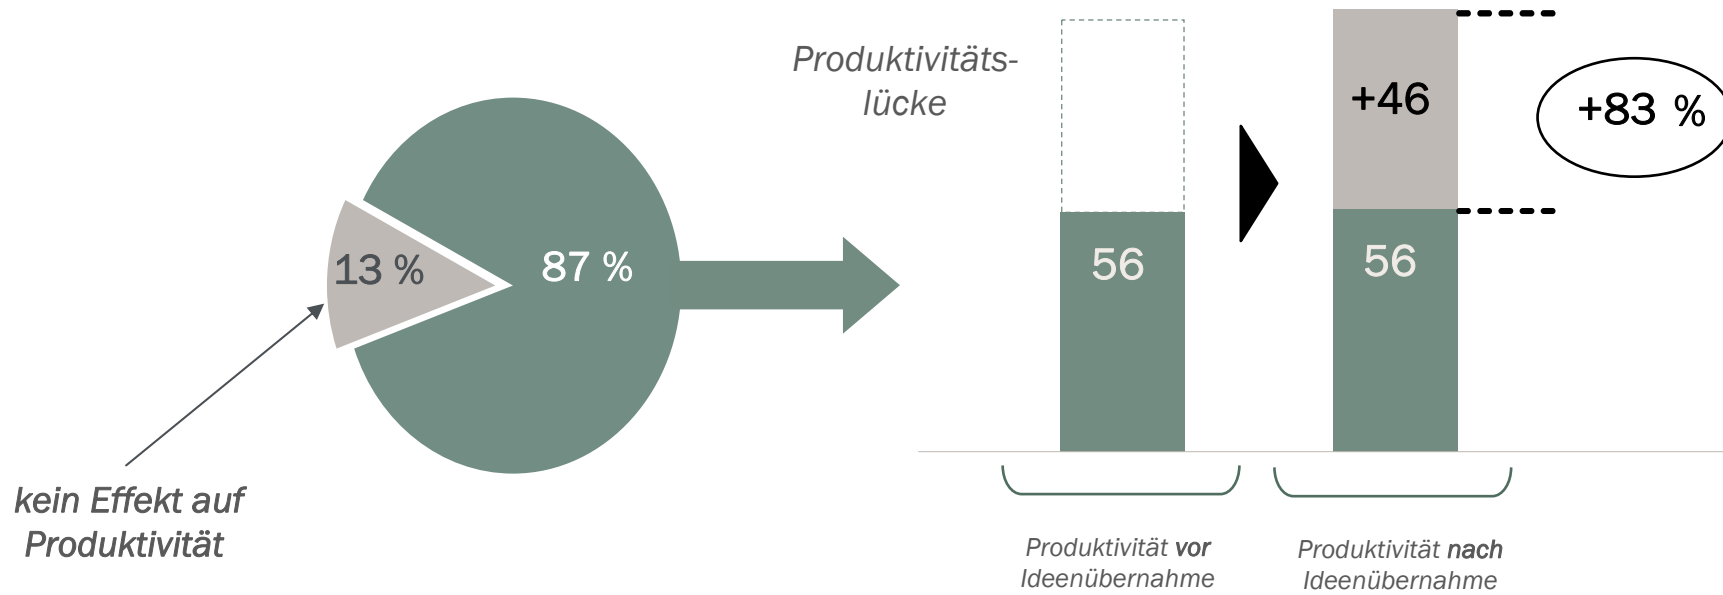 Produktivitäts-
lücke
+46
+83 %
13 %
87 %
56
56
kein Effekt auf
Produktivität
Produktivität vor
Ideenübernahme
Produktivität nach
Ideenübernahme